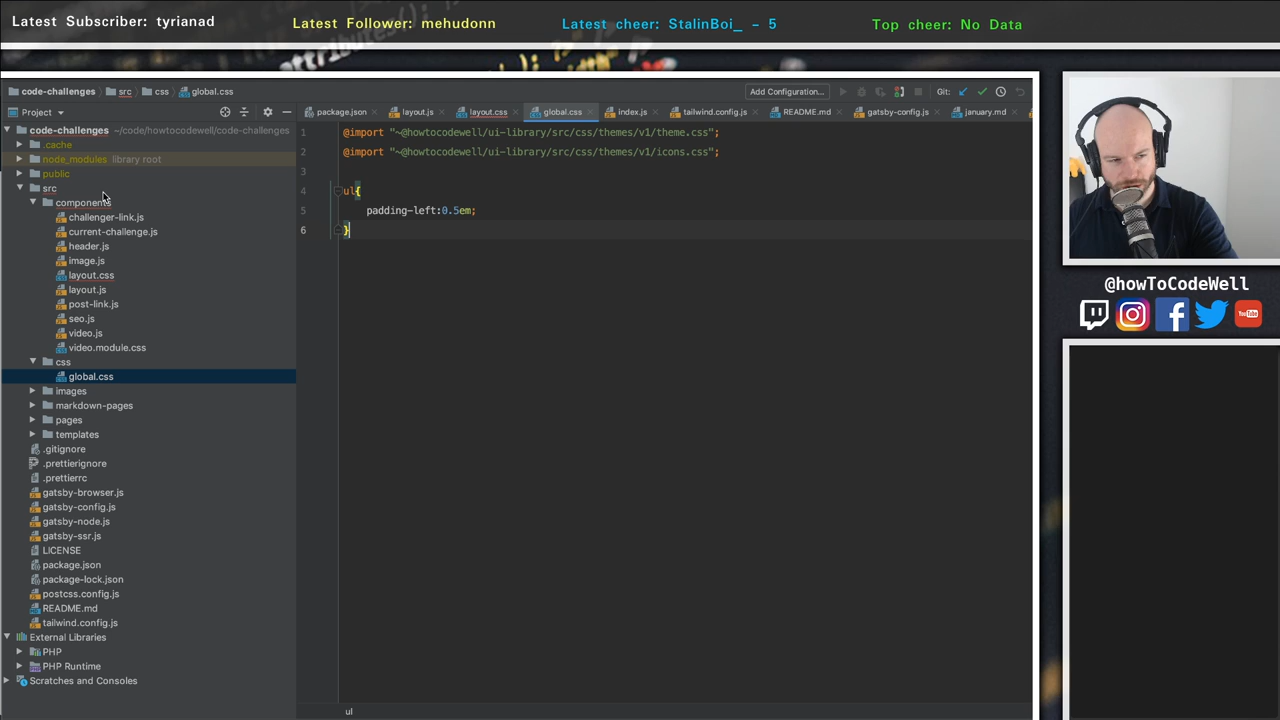 Latest Subscriber: tyrianad
Latest Follower: mehudonn
Latest cheer: StalinBoi_ - 5
Top cheer: No Data
code-challenges
src
css
global.css
Add Configuration...
Git:
Project
package.json
layout.js
layout.css
global.css
index.js
tailwind.config.js
README.md
gatsby-config.js
january.md
code-challenges ~/code/howtocodewell/code-challenges
.cache
node_modules library root
public
src
components
challenger-link.js
current-challenge.js
header.js
image.js
layout.css
layout.js
post-link.js
seo.js
video.js
video.module.css
css
global.css
images
markdown-pages
pages
templates
.gitignore
.prettierignore
.prettierrc
gatsby-browser.js
gatsby-config.js
gatsby-node.js
gatsby-ssr.js
LICENSE
package.json
package-lock.json
postcss.config.js
README.md
tailwind.config.js
External Libraries
PHP
PHP Runtime
Scratches and Consoles
1 @import "~@howtocodewell/ui-library/src/css/themes/v1/theme.css";
2 @import "~@howtocodewell/ui-library/src/css/themes/v1/icons.css";
3
4 ul{
5 padding-left:0.5em;
6 }
ul
@howToCodeWell